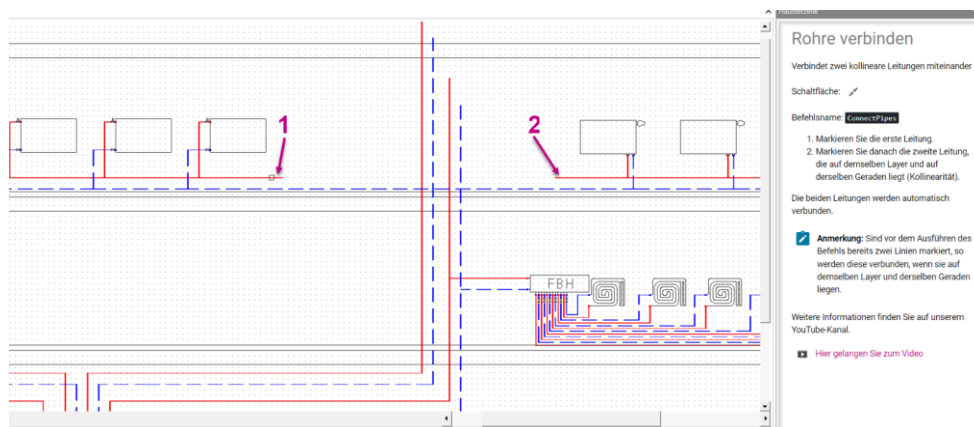 Haustechnik
Rohre verbinden
Verbindet zwei kollineare Leitungen miteinander
Schaltfläche:
Befehlsname: ConnectPipes
1. Markieren Sie die erste Leitung.
2. Markieren Sie danach die zweite Leitung,
die auf demselben Layer und auf
derselben Geraden liegt (Kollinearität).
Die beiden Leitungen werden automatisch
verbunden.
Anmerkung: Sind vor dem Ausführen des
Befehls bereits zwei Linien markiert, so
werden diese verbunden, wenn sie auf
demselben Layer und derselben Geraden
liegen.
Weitere Informationen finden Sie auf unserem
YouTube-Kanal.
Hier gelangen Sie zum Video
1
2
FBH